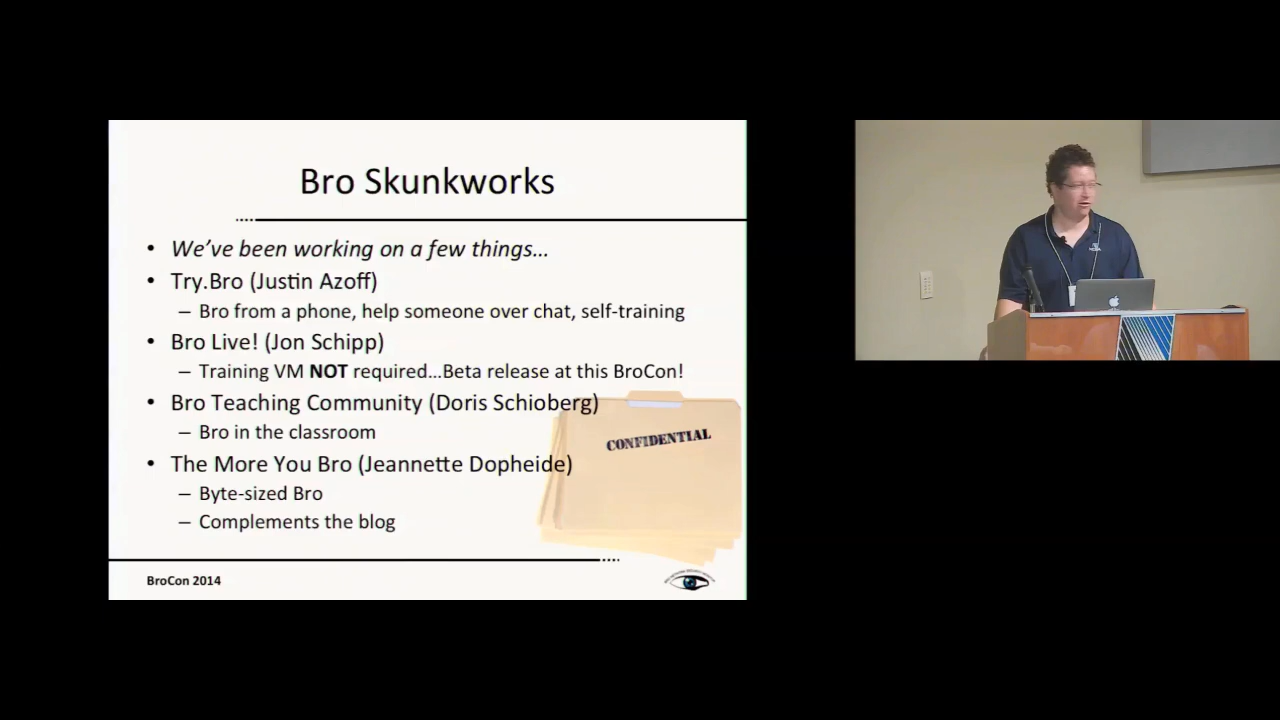 Bro Skunkworks
• We’ve been working on a few things…
• Try.Bro (Justin Azoff)
– Bro from a phone, help someone over chat, self-training
• Bro Live! (Jon Schipp)
– Training VM NOT required…Beta release at this BroCon!
• Bro Teaching Community (Doris Schioberg)
– Bro in the classroom
CONFIDENTIAL
• The More You Bro (Jeannette Dopheide)
– Byte-sized Bro
– Complements the blog
BroCon 2014